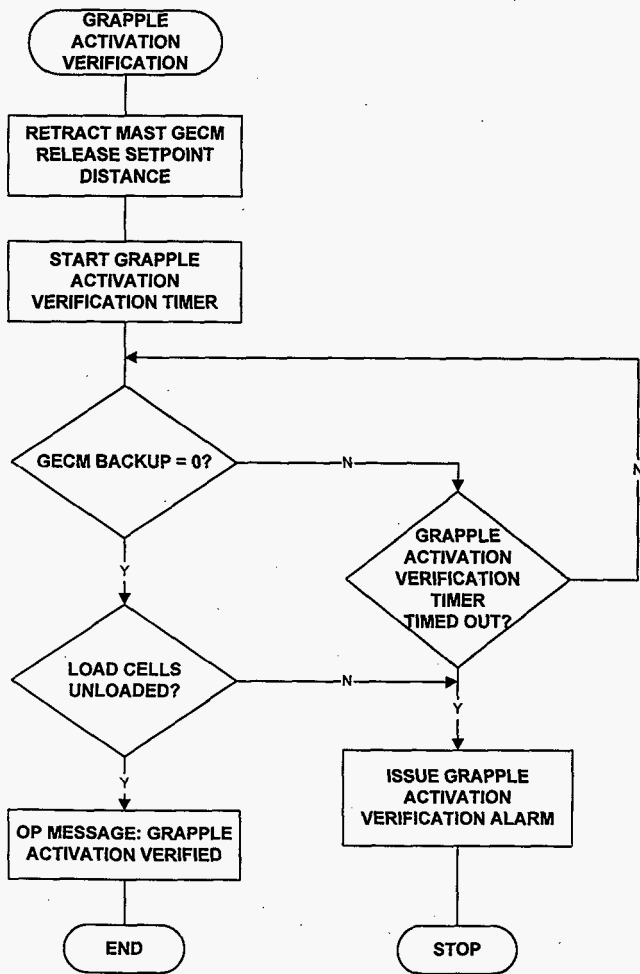 GRAPPLE
ACTIVATION
VERIFICATION
RETRACT MAST GECM
RELEASE SETPOINT
DISTANCE
START GRAPPLE
ACTIVATION
VERIFICATION TIMER
GECM BACKUP = 0?
N
N
Y
GRAPPLE
ACTIVATION
VERIFICATION
TIMER
TIMED OUT?
LOAD CELLS
UNLOADED?
N
Y
Y
ISSUE GRAPPLE
ACTIVATION
VERIFICATION ALARM
OP MESSAGE: GRAPPLE
ACTIVATION VERIFIED
END
STOP